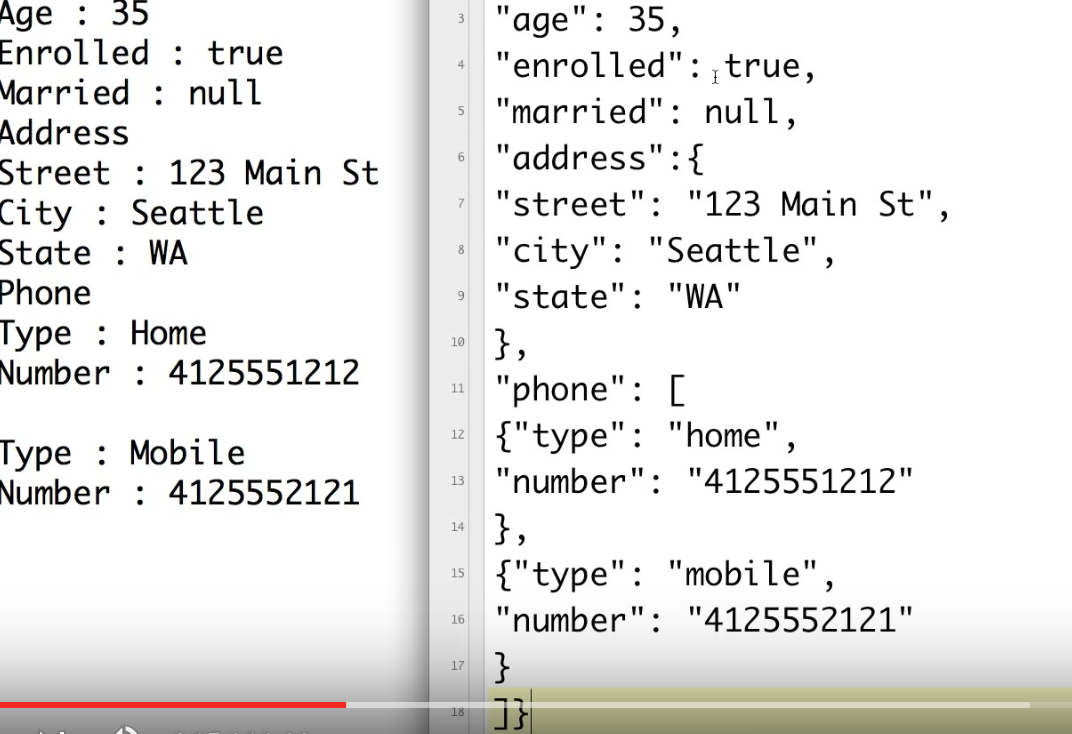 Age : 35
Enrolled : true
Married : null
Address
Street : 123 Main St
City : Seattle
State : WA
Phone
Type : Home
Number : 4125551212
Type : Mobile
Number : 4125552121
3 "age": 35,
4 "enrolled": true,
5 "married": null,
6 "address":{
7 "street": "123 Main St",
8 "city": "Seattle",
9 "state": "WA"
10 },
11 "phone": [
12 {"type": "home",
13 "number": "4125551212"
14 },
15 {"type": "mobile",
16 "number": "4125552121"
17 }
18 ]}